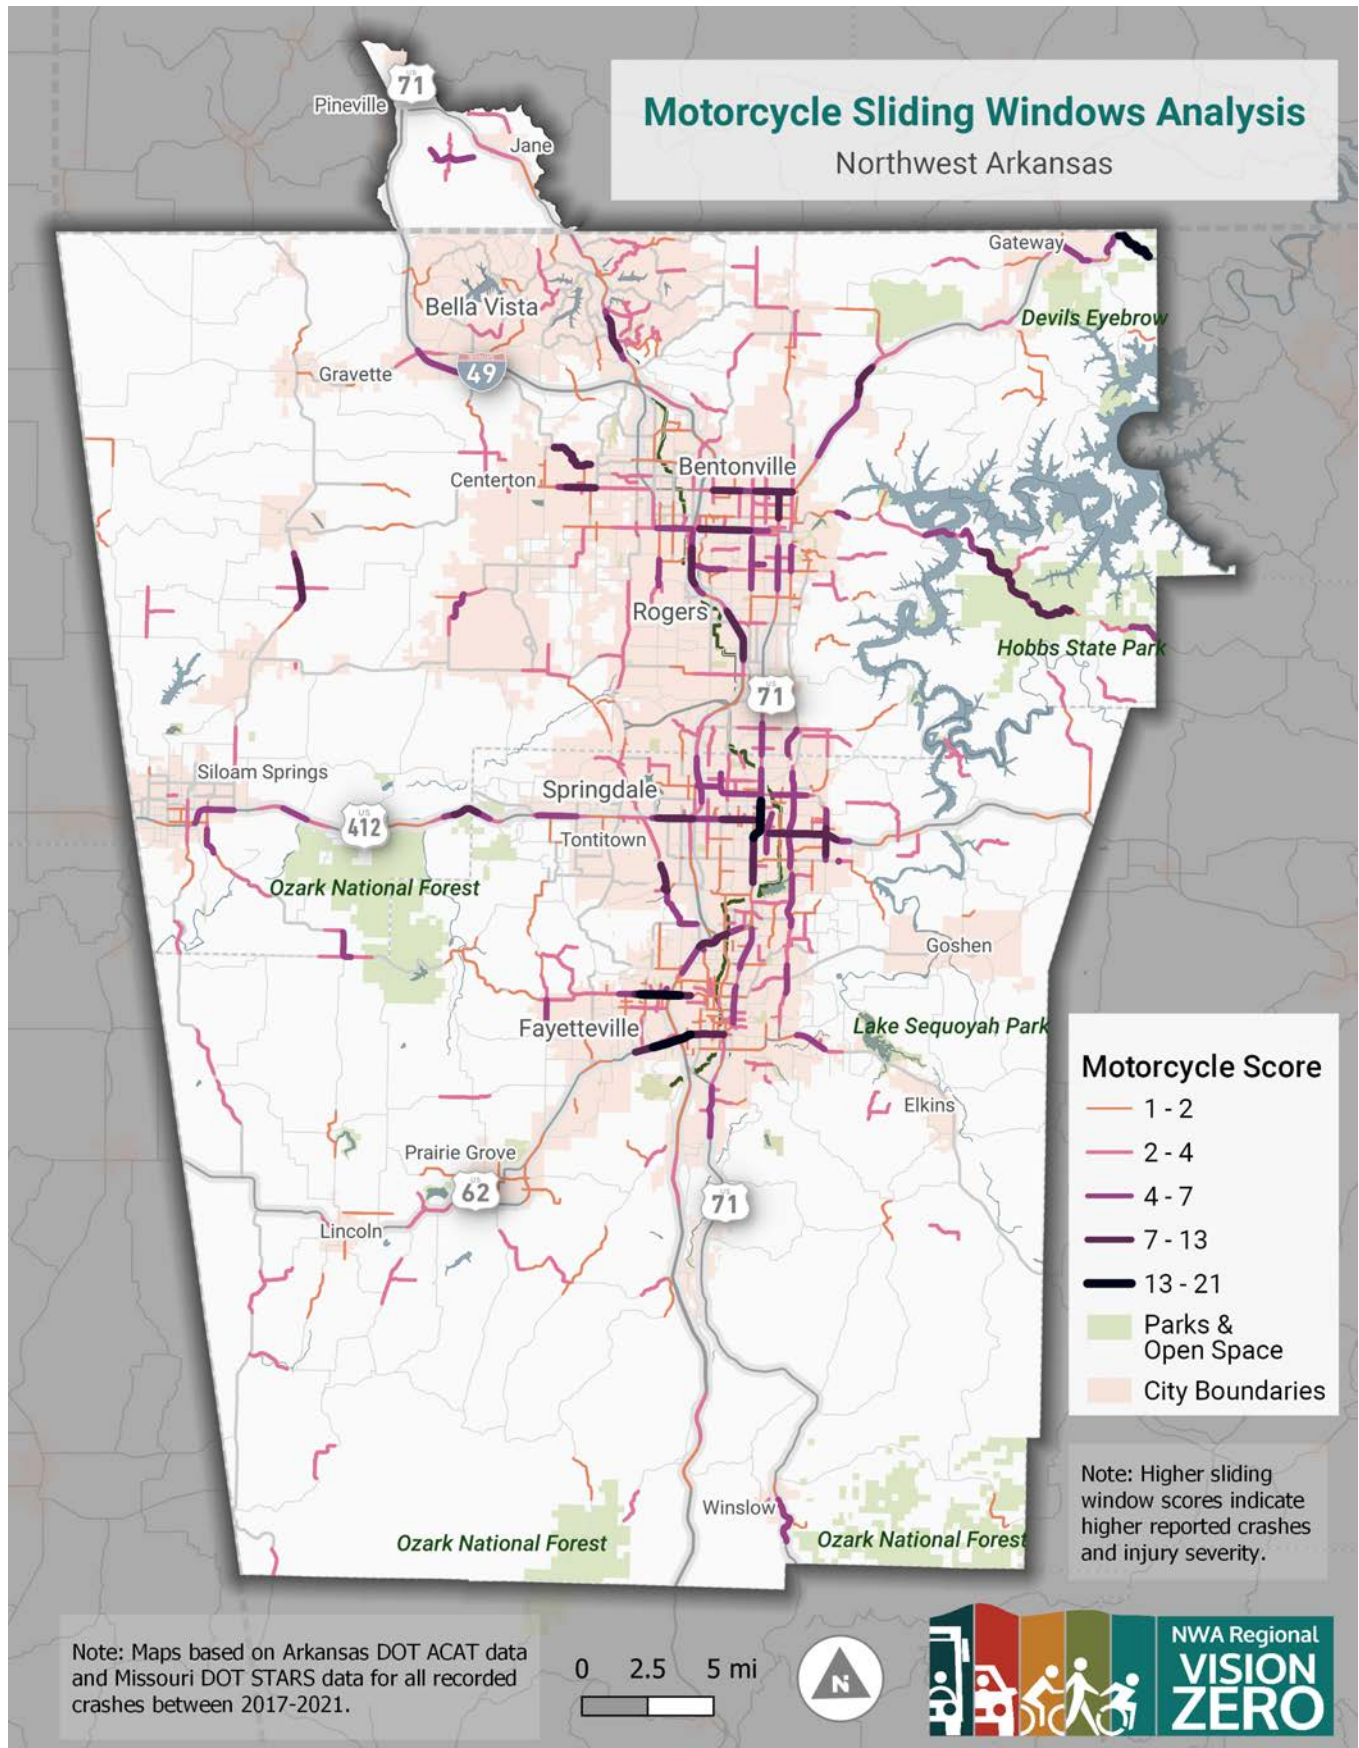 Motorcycle Sliding Windows Analysis
Northwest Arkansas
US
71
Pineville
Jane
Gateway
Bella Vista
Devils Eyebrow
Gravette
49
Bentonville
Centerton
Rogers
Hobbs State Park
US
71
Siloam Springs
Springdale
US
412
Tontitown
Ozark National Forest
Goshen
Fayetteville
Lake Sequoyah Park
Elkins
Prairie Grove
US
62
US
71
Lincoln
Winslow
Ozark National Forest
Ozark National Forest
Motorcycle Score
1 - 2
2 - 4
4 - 7
7 - 13
13 - 21
Parks &
Open Space
City Boundaries
Note: Higher sliding
window scores indicate
higher reported crashes
and injury severity.
Note: Maps based on Arkansas DOT ACAT data
and Missouri DOT STARS data for all recorded
crashes between 2017-2021.
0 2.5 5 mi
N
NWA Regional
VISION
ZERO